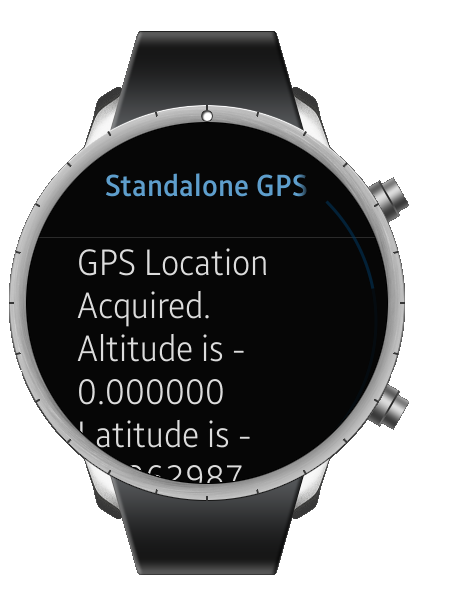 Standalone GPS
GPS Location
Acquired.
Altitude is -
0.000000
Latitude is -